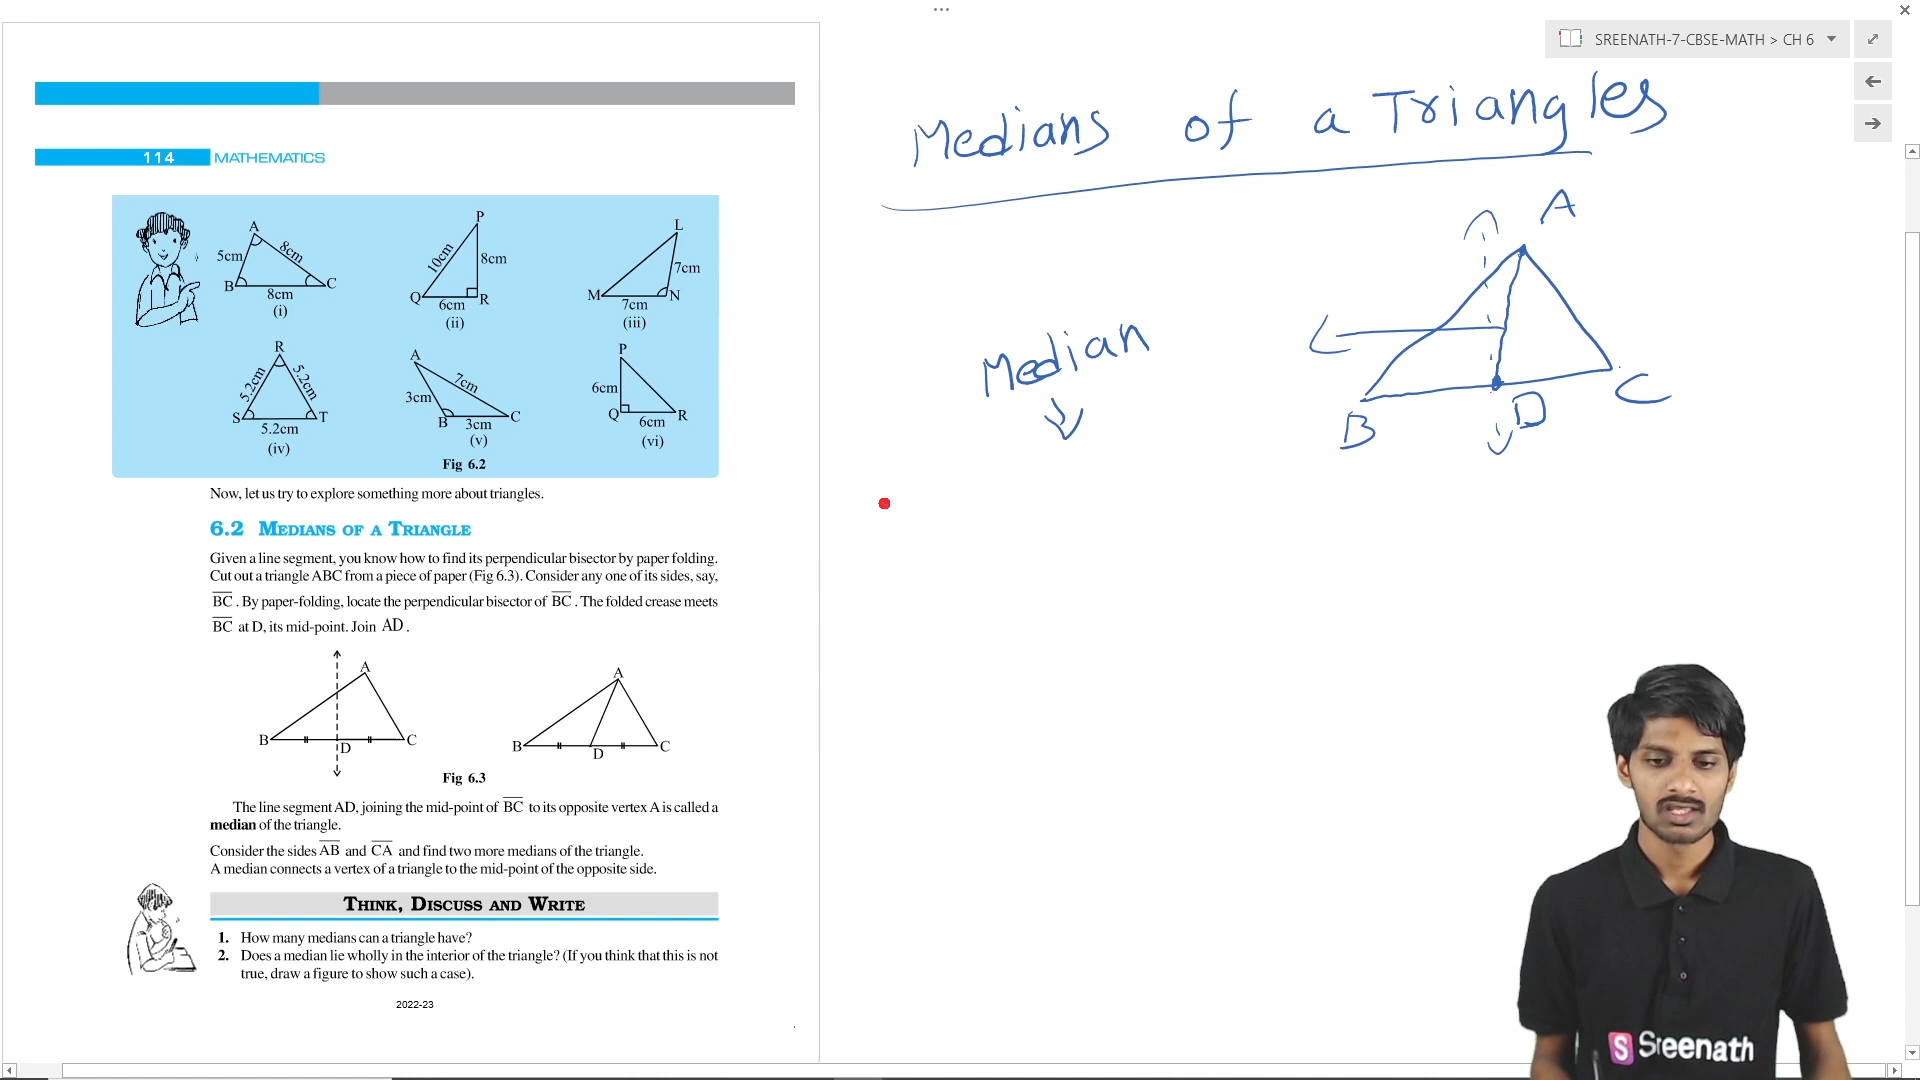 ...
SREENATH-7-CBSE-MATH > CH 6
114 MATHEMATICS
A
5cm
8cm
B
C
8cm
(i)
P
10cm
8cm
Q
6cm
R
(ii)
L
7cm
M
N
7cm
(iii)
R
5.2cm
5.2cm
S
T
5.2cm
(iv)
A
7cm
3cm
B
3cm
C
(v)
P
6cm
Q
6cm
R
(vi)
Fig 6.2
Now, let us try to explore something more about triangles.
6.2 MEDIANS OF A TRIANGLE
Given a line segment, you know how to find its perpendicular bisector by paper folding.
Cut out a triangle ABC from a piece of paper (Fig 6.3). Consider any one of its sides, say,
BC . By paper-folding, locate the perpendicular bisector of BC . The folded crease meets
BC at D, its mid-point. Join AD .
A
B
D
C
A
B
D
C
Fig 6.3
The line segment AD, joining the mid-point of BC to its opposite vertex A is called a
median of the triangle.
Consider the sides AB and CA and find two more medians of the triangle.
A median connects a vertex of a triangle to the mid-point of the opposite side.
THINK, DISCUSS AND WRITE
1. How many medians can a triangle have?
2. Does a median lie wholly in the interior of the triangle? (If you think that this is not
true, draw a figure to show such a case).
2022-23
Medians of a Triangles
A
Median
B
D
C
S Sreenath